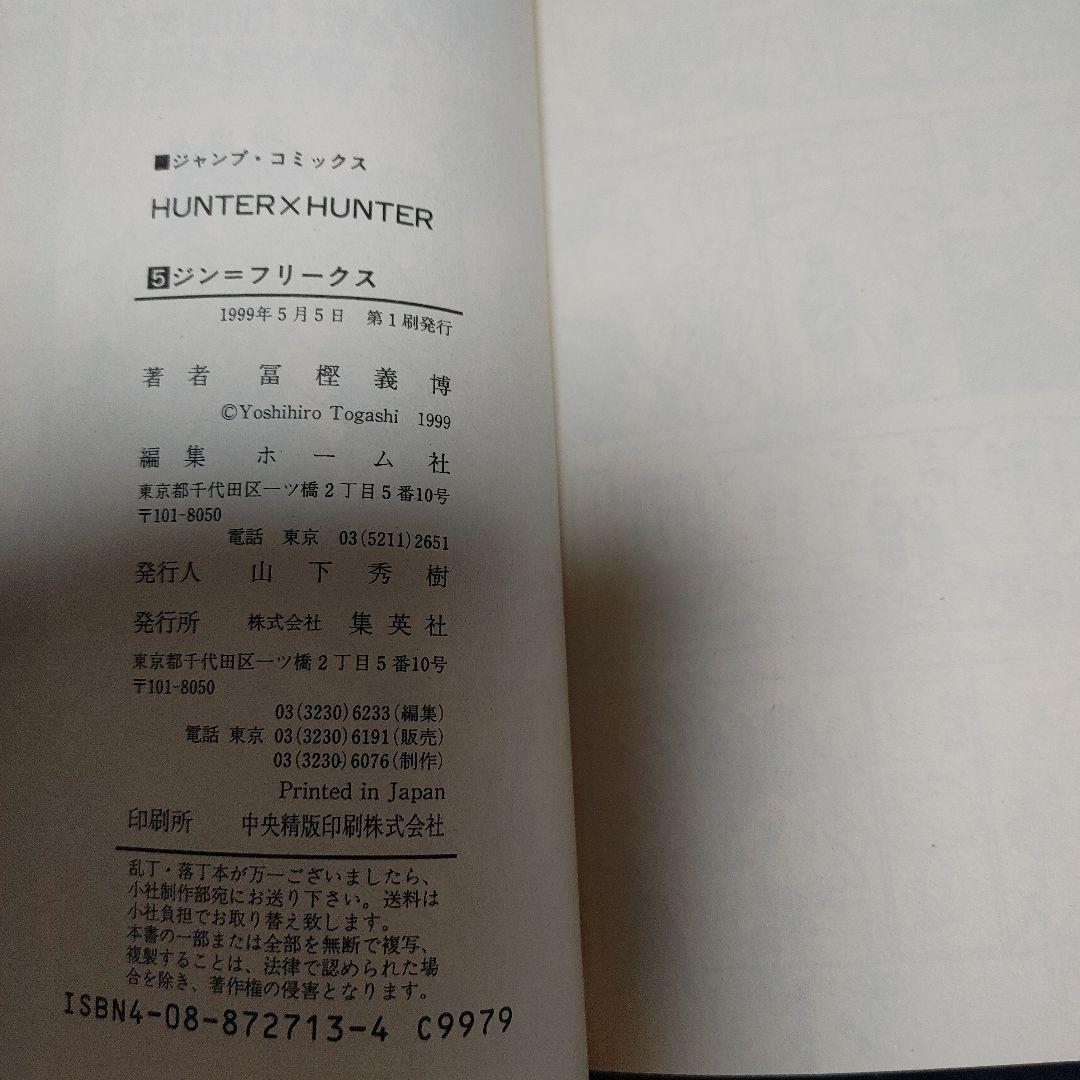 ■ジャンプ・コミックス
HUNTER×HUNTER
5ジン=フリークス
1999年5月5日 第1刷発行
著者 冨樫義博
©Yoshihiro Togashi 1999
編集 ホーム社
東京都千代田区一ツ橋2丁目5番10号
〒101-8050
電話 東京 03(5211)2651
発行人 山下秀樹
発行所 株式会社 集英社
東京都千代田区一ツ橋2丁目5番10号
〒101-8050
03(3230)6233(編集)
電話 東京 03(3230)6191(販売)
03(3230)6076(制作)
Printed in Japan
印刷所 中央精版印刷株式会社
乱丁・落丁本が万一ございましたら、
小社制作部宛にお送り下さい。送料は
小社負担でお取り替え致します。
本書の一部または全部を無断で複写、
複製することは、法律で認められた場
合を除き、著作権の侵害となります。
ISBN4-08-872713-4 C9979